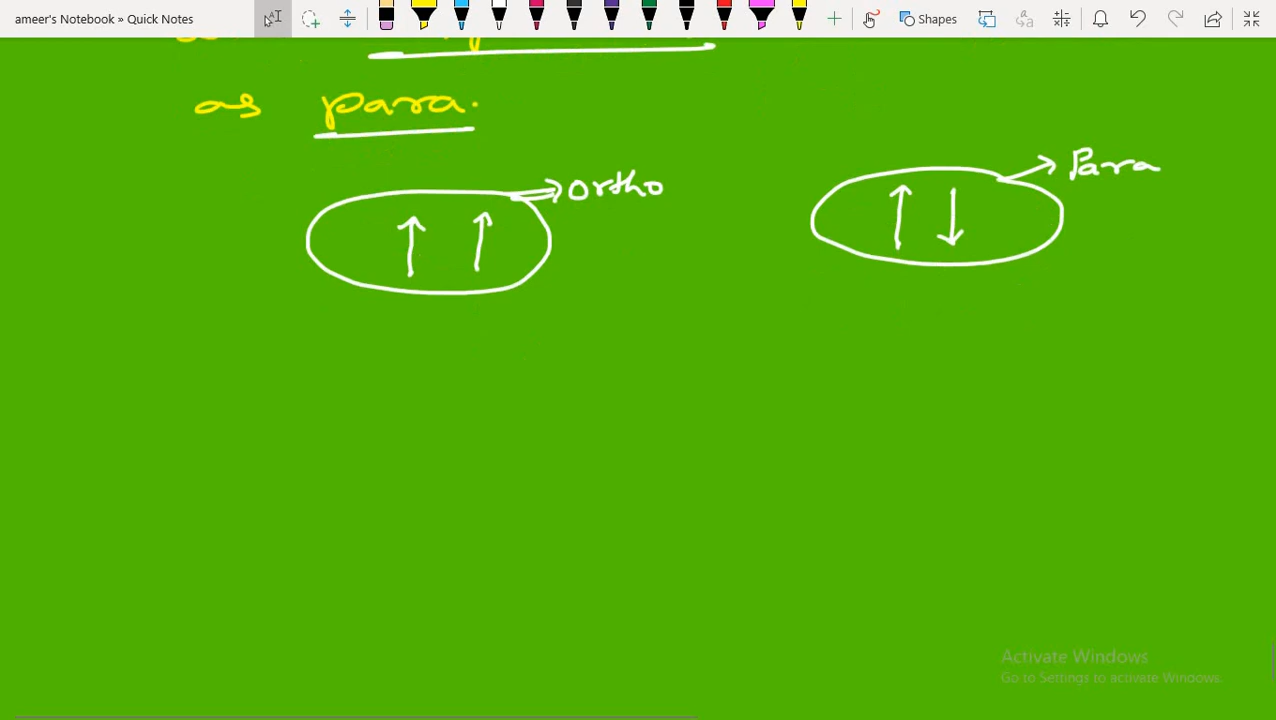 ameer's Notebook » Quick Notes
Shapes
as para.
Ortho
Para
Activate Windows
Go to Settings to activate Windows.